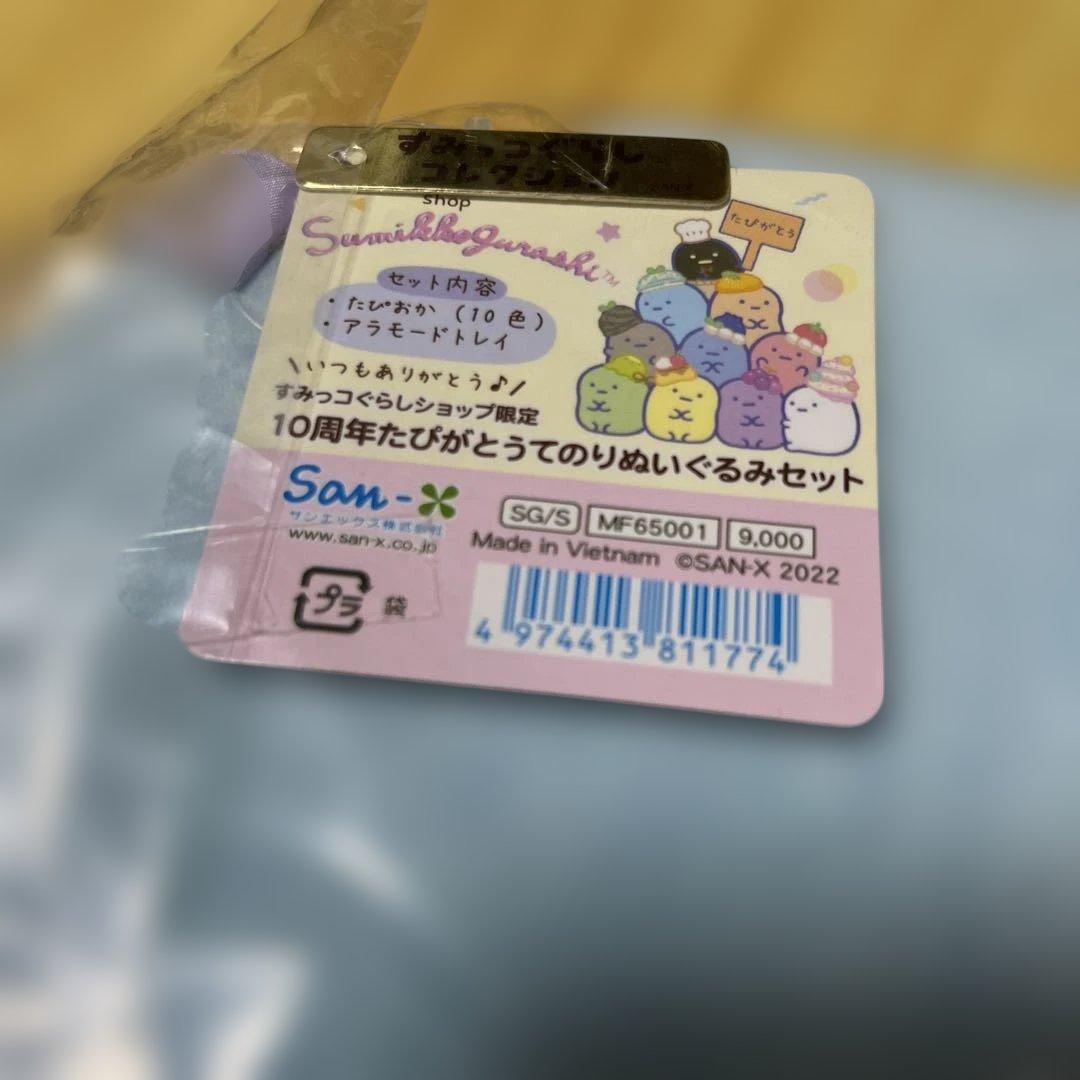 すみっコぐらし
コレクション
shop
Sumikkogurashi™
たぴがとう
セット内容
・たぴおか（10色）
・アラモードトレイ
\いつもありがとう♪/
すみっコぐらしショップ限定
10周年たぴがとうてのりぬいぐるみセット
San-X
サンエックス株式会社
www.san-x.co.jp
SG/S MF65001 9,000
Made in Vietnam ©SAN-X 2022
プラ 袋
4 974413 811774